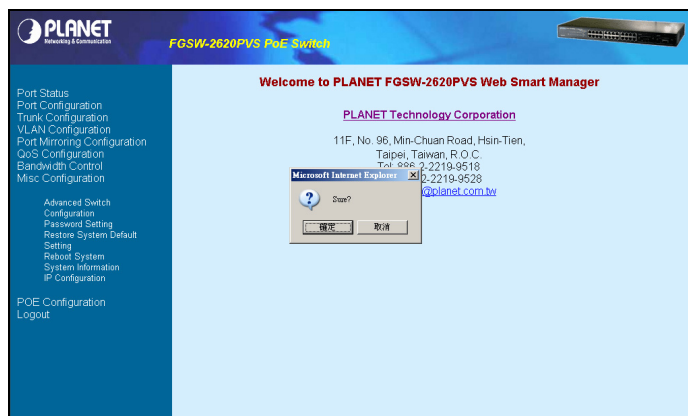 PLANET
Networking & Communication
FGSW-2620PVS PoE Switch
Port Status
Port Configuration
Trunk Configuration
VLAN Configuration
Port Mirroring Configuration
QoS Configuration
Bandwidth Control
Misc Configuration
Advanced Switch
Configuration
Password Setting
Restore System Default
Setting
Reboot System
System Information
IP Configuration
POE Configuration
Logout
Welcome to PLANET FGSW-2620PVS Web Smart Manager
PLANET Technology Corporation
11F, No. 96, Min-Chuan Road, Hsin-Tien,
Taipei, Taiwan, R.O.C.
Tel: 886-2-2219-9518
2-2219-9528
@planet.com.tw
Microsoft Internet Explorer
Sure?
確定
取消